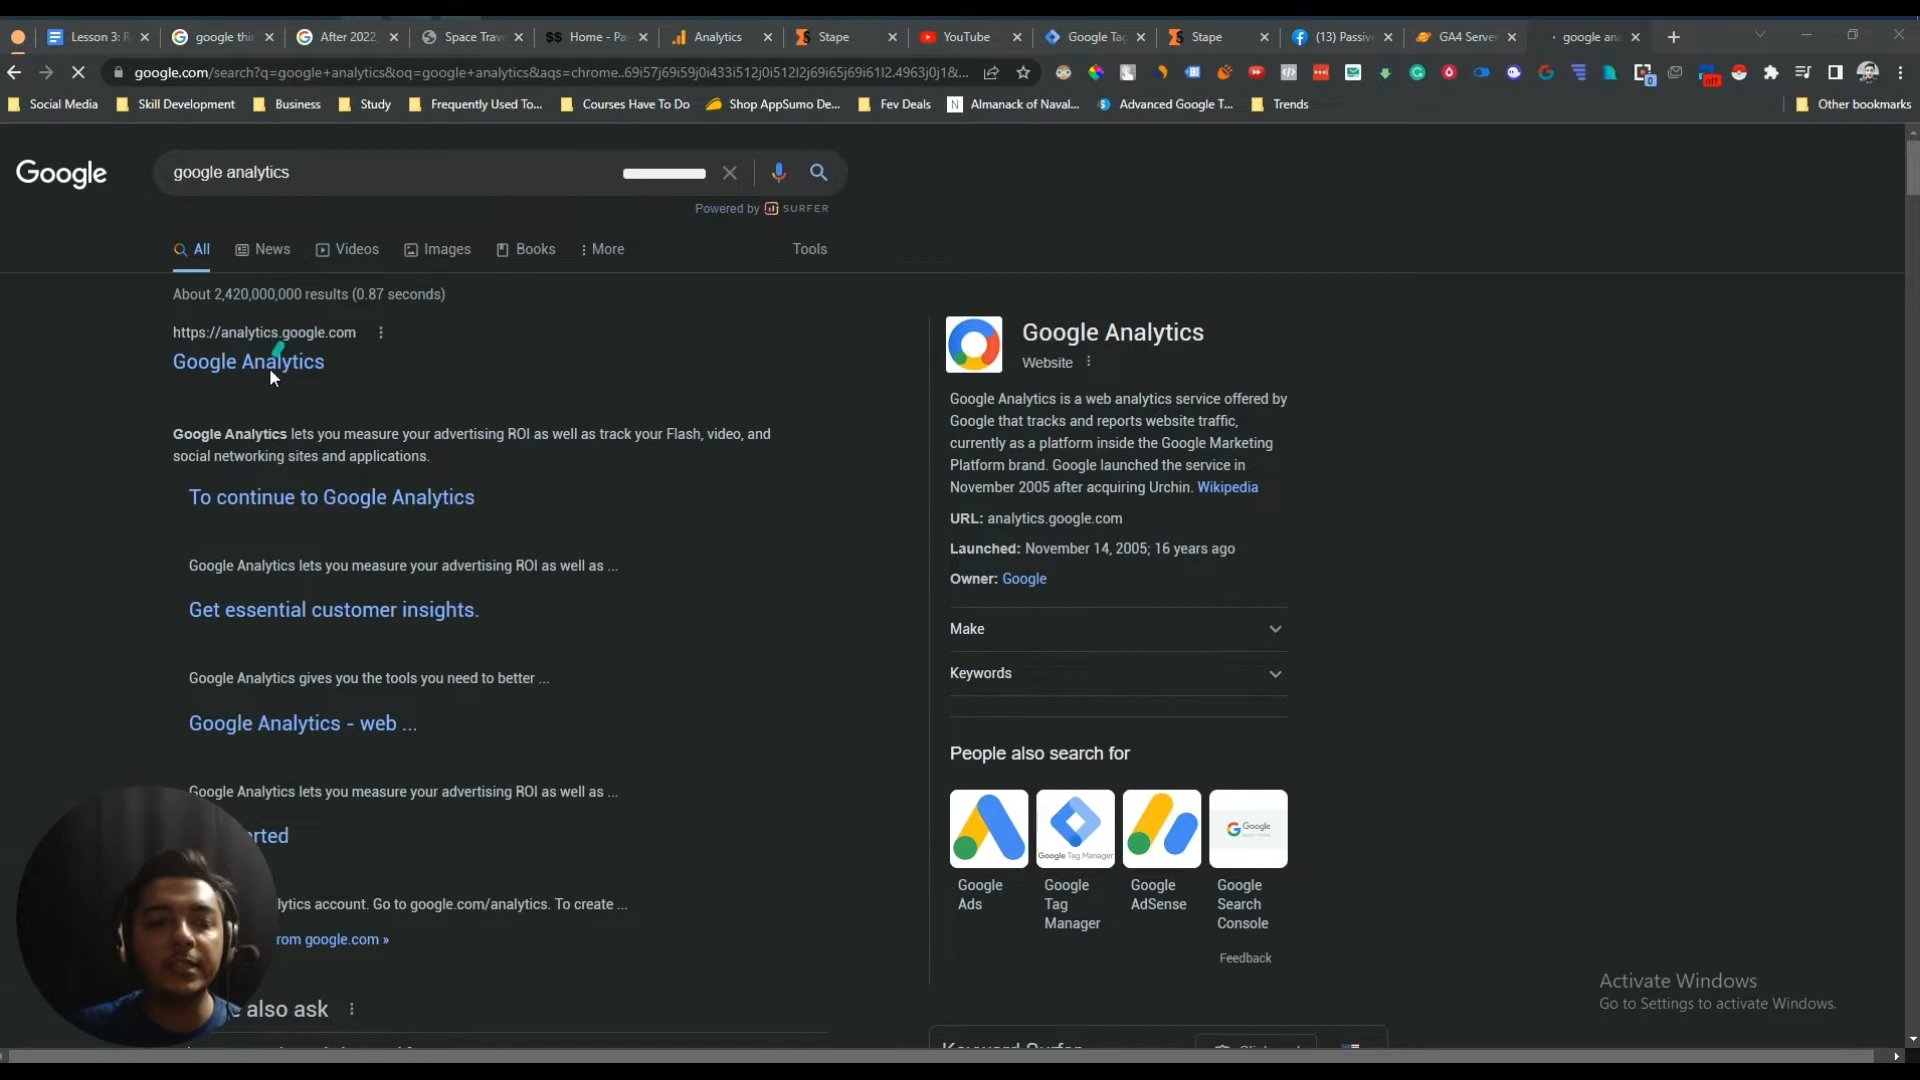 Lesson 3: R
google thi
After 2022,
Space Trav
$$ Home - Pa
Analytics
Stape
YouTube
Google Tag
Stape
(13) Passiv
GA4 Serve
google ana
google.com/search?q=google+analytics&oq=google+analytics&aqs=chrome..69i57j69i59j0i433i512j0i512l2j69i65j69i61l2.4963j0j1&...
Social Media
Skill Development
Business
Study
Frequently Used To...
Courses Have To Do
Shop AppSumo De...
Fev Deals
Almanack of Naval...
Advanced Google T...
Trends
Other bookmarks
Google
google analytics
Powered by SURFER
All
News
Videos
Images
Books
More
Tools
About 2,420,000,000 results (0.87 seconds)
https://analytics.google.com
Google Analytics
Google Analytics lets you measure your advertising ROI as well as track your Flash, video, and
social networking sites and applications.
To continue to Google Analytics
Google Analytics lets you measure your advertising ROI as well as ...
Get essential customer insights.
Google Analytics gives you the tools you need to better ...
Google Analytics - web ...
Google Analytics lets you measure your advertising ROI as well as ...
rted
lytics account. Go to google.com/analytics. To create ...
rom google.com »
also ask
Google Analytics
Website
Google Analytics is a web analytics service offered by
Google that tracks and reports website traffic,
currently as a platform inside the Google Marketing
Platform brand. Google launched the service in
November 2005 after acquiring Urchin. Wikipedia
URL: analytics.google.com
Launched: November 14, 2005; 16 years ago
Owner: Google
Make
Keywords
People also search for
Google Tag Manager
Google
Google
Ads
Google
Tag
Manager
Google
AdSense
Google
Search
Console
Feedback
Activate Windows
Go to Settings to activate Windows.